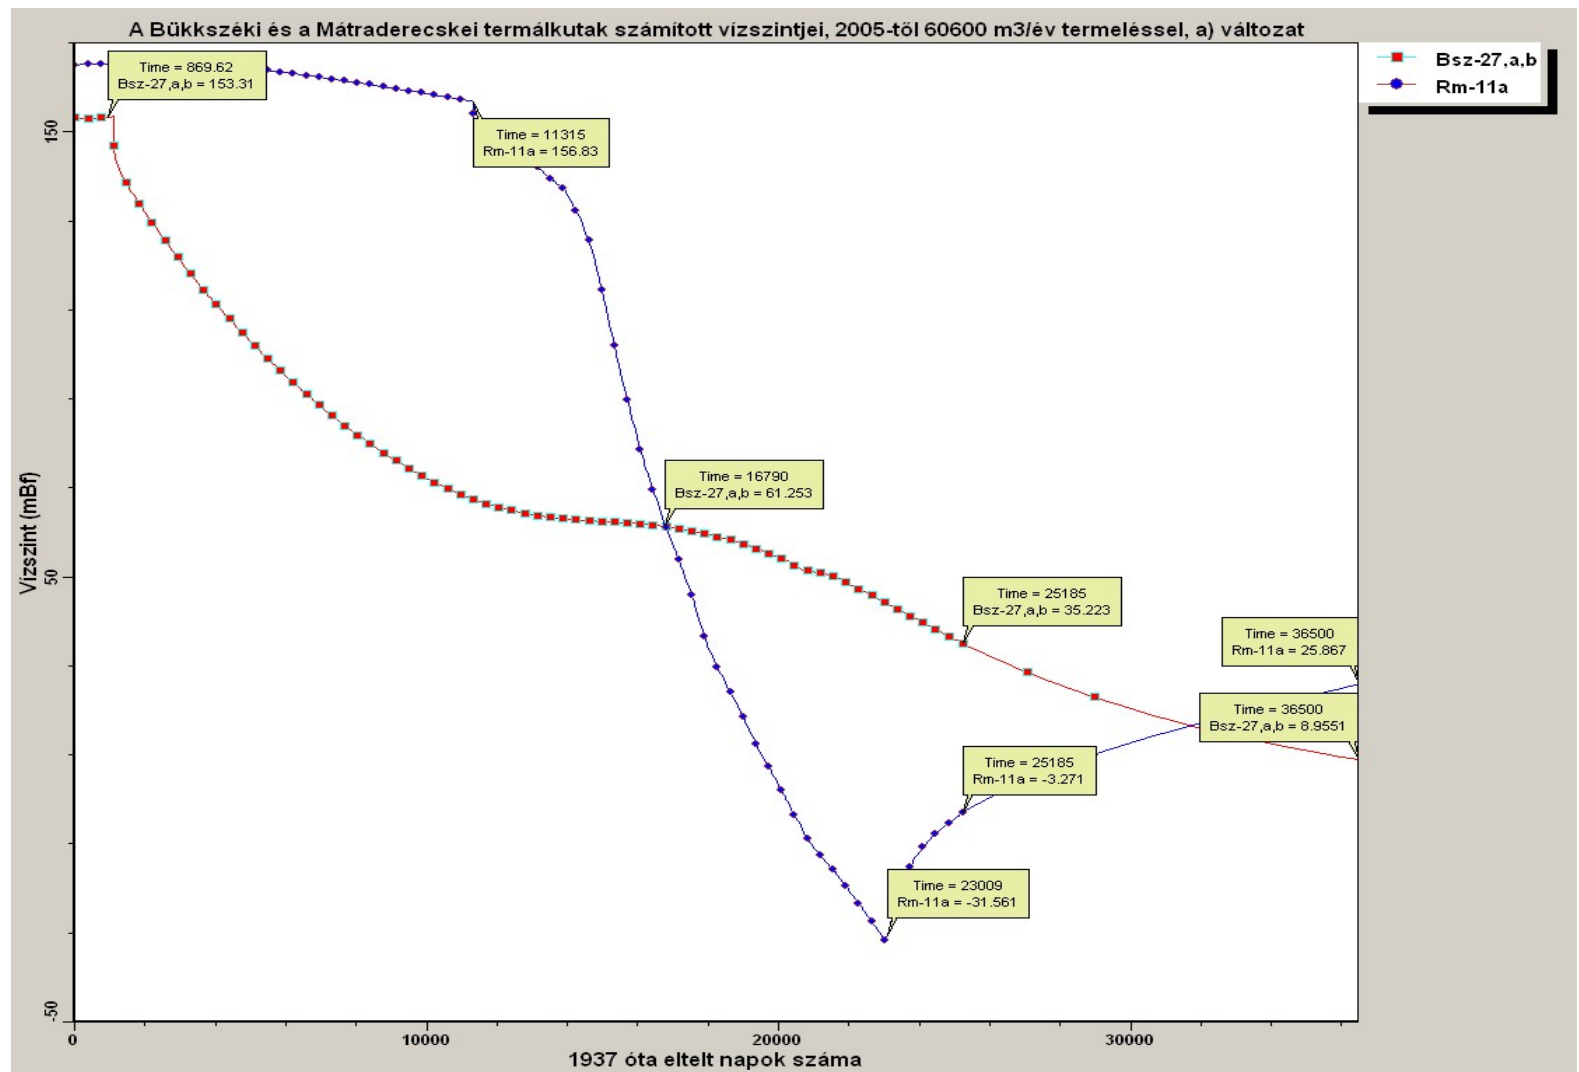 A Bükkszéki és a Mátraderecskei termálkutak számított vízszintjei, 2005-től 60600 m3/év termeléssel, a) változat
Bsz-27,a,b
Rm-11a
Time = 869.62
Bsz-27,a,b = 153.31
Time = 11315
Rm-11a = 156.83
Time = 16790
Bsz-27,a,b = 61.253
Time = 25185
Bsz-27,a,b = 35.223
Time = 36500
Rm-11a = 25.867
Time = 36500
Bsz-27,a,b = 8.9551
Time = 25185
Rm-11a = -3.271
Time = 23009
Rm-11a = -31.561
Vízszint (mBf)
150
50
-50
0
10000
20000
30000
1937 óta eltelt napok száma